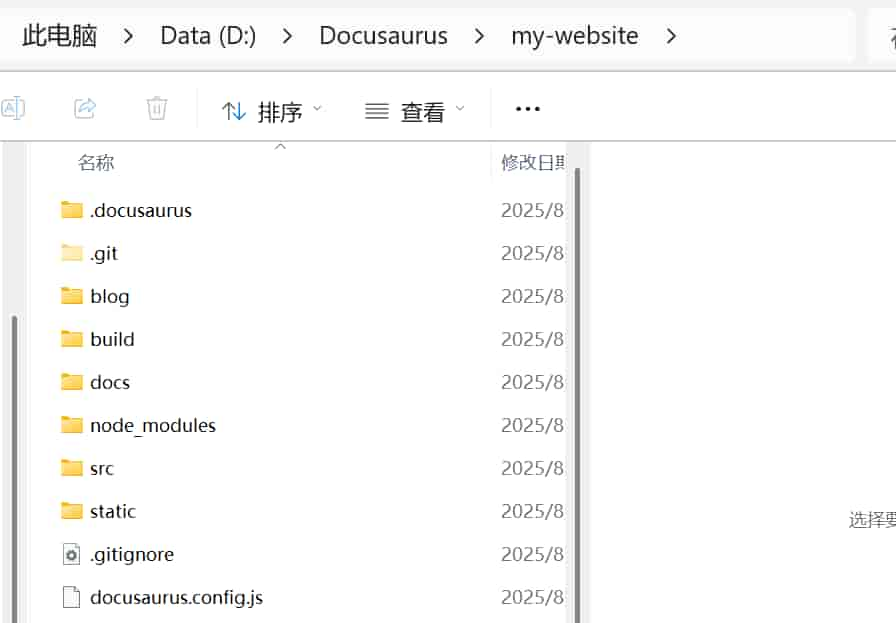 此电脑 > Data (D:) > Docusaurus > my-website >
排序 查看 ...
名称 修改日期
.docusaurus 2025/8
.git 2025/8
blog 2025/8
build 2025/8
docs 2025/8
node_modules 2025/8
src 2025/8
static 2025/8
选择要
.gitignore 2025/8
docusaurus.config.js 2025/8